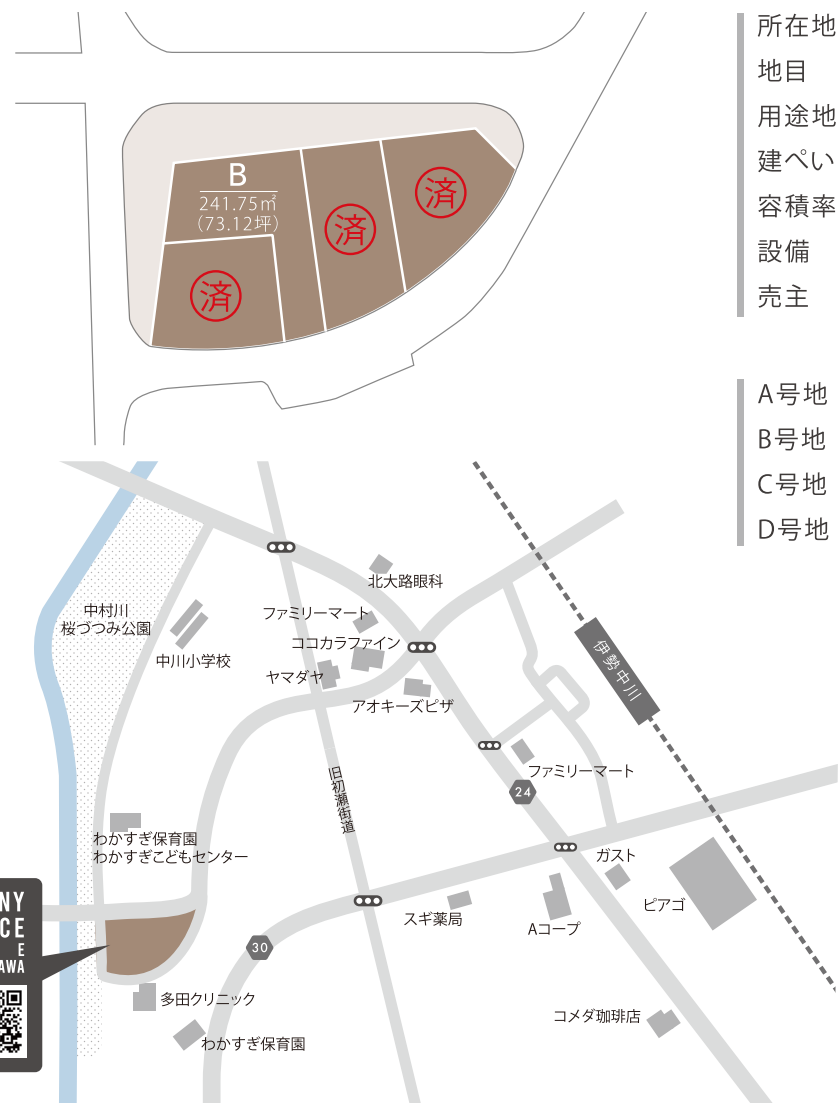 所在地
地目
用途地
建ぺい
容積率
設備
売主
B
241.75㎡
(73.12坪)
済
済
済
A号地
B号地
C号地
D号地
北大路眼科
中村川
桜づつみ公園
ファミリーマート
ココカラファイン
中川小学校
ヤマダヤ
アオキーズピザ
伊勢中川
ファミリーマート
24
旧初瀬街道
わかすぎ保育園
わかすぎこどもセンター
ガスト
ピアゴ
スギ薬局
Aコープ
NY
CE
E
AWA
30
多田クリニック
コメダ珈琲店
わかすぎ保育園